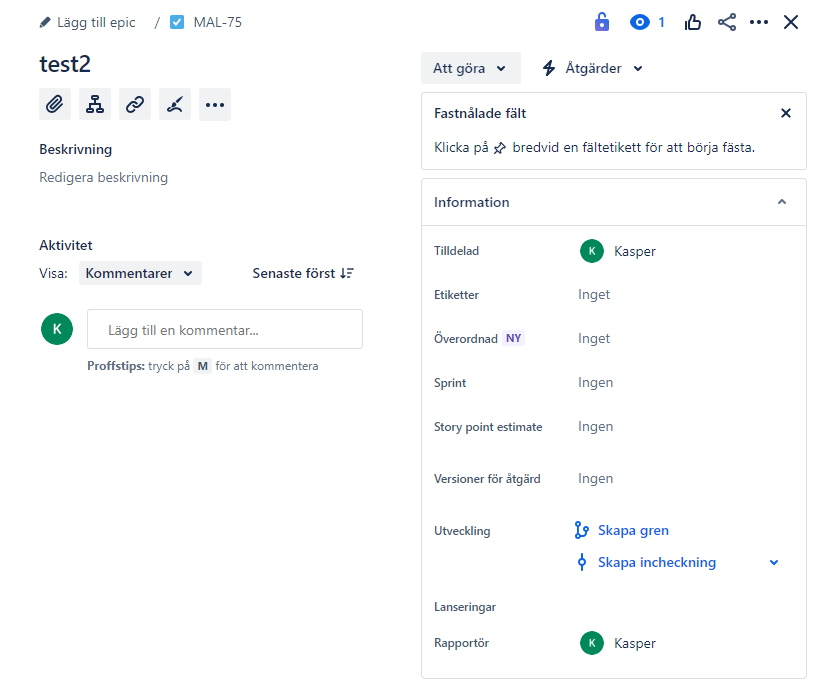 Lägg till epic / MAL-75
1
test2
Beskrivning
Redigera beskrivning
Aktivitet
Visa: Kommentarer Senaste först
K Lägg till en kommentar...
Proffstips: tryck på M för att kommentera
Att göra Åtgärder
Fastnålade fält
Klicka på bredvid en fältetikett för att börja fästa.
Information
Tilldelad K Kasper
Etiketter Inget
Överordnad NY Inget
Sprint Ingen
Story point estimate Ingen
Versioner för åtgärd Ingen
Utveckling Skapa gren
Skapa incheckning
Lanseringar
Rapportör K Kasper